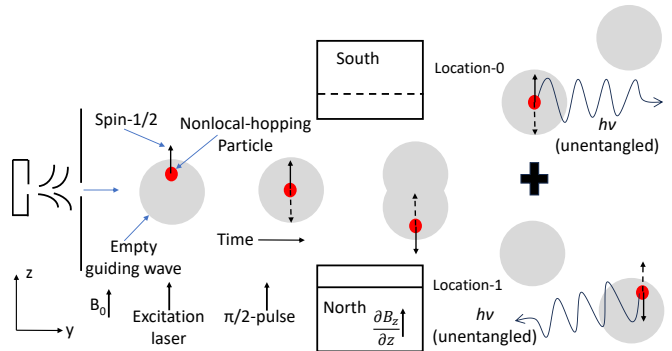 South
Location-0
Spin-1/2
Nonlocal-hopping
Particle
hν
(unentangled)
Empty
guiding wave
Time
z
y
B0
Excitation
laser
π/2-pulse
North
∂Bz
∂z
Location-1
hν
(unentangled)